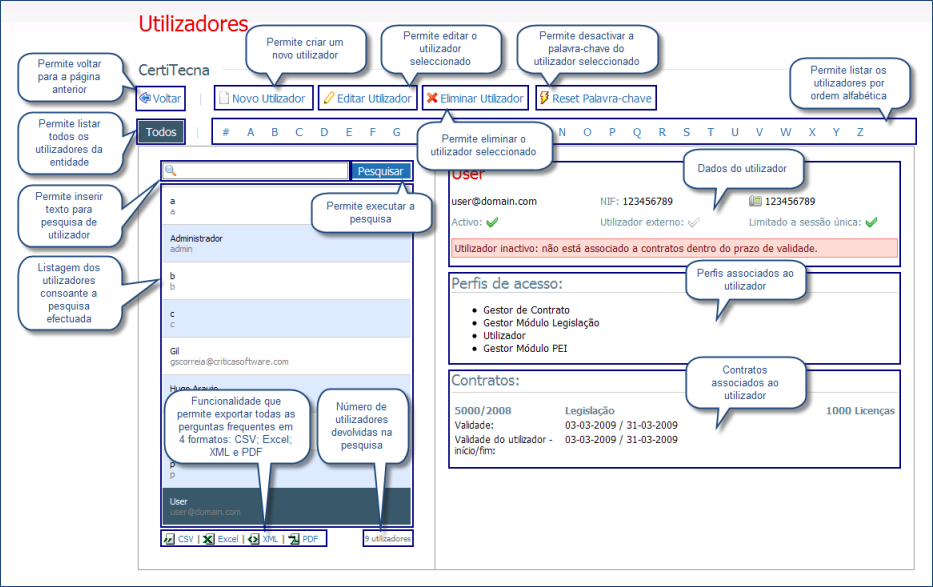 Utilizadores
Permite criar um
novo utilizador
Permite editar o
utilizador
seleccionado
Permite desactivar a
palavra-chave do
utilizador seleccionado
Permite voltar
para a página
anterior
CertiTecna
Permite listar os
utilizadores por
ordem alfabética
Voltar | Novo Utilizador Editar Utilizador Eliminar Utilizador Reset Palavra-chave
Permite listar
todos os
utilizadores da
entidade
Todos | # A B C D E F G N O P Q R S T U V W X Y Z
Permite eliminar o
utilizador seleccionado
Pesquisar
Permite inserir
texto para
pesquisa de
utilizador
Permite executar a
pesquisa
Listagem dos
utilizadores
consoante a
pesquisa
efectuada
a
a
Administrador
admin
b
b
c
c
Gil
gscorreia@criticasoftware.com
Hugo Araujo
Funcionalidade que
permite exportar todas as
perguntas frequentes em
4 formatos: CSV; Excel;
XML e PDF
Número de
utilizadores
devolvidas na
pesquisa
p
p
User
user@domain.com
CSV | Excel | XML | PDF
9 utilizadores
User
Dados do utilizador
user@domain.com NIF: 123456789 123456789
Activo: Utilizador externo: Limitado a sessão única:
Utilizador inactivo: não está associado a contratos dentro do prazo de validade.
Perfis de acesso:
Perfis associados ao
utilizador
Gestor de Contrato
Gestor Módulo Legislação
Utilizador
Gestor Módulo PEI
Contratos:
Contratos
associados ao
utilizador
5000/2008 Legislação 1000 Licenças
Validade: 03-03-2009 / 31-03-2009
Validade do utilizador - 03-03-2009 / 31-03-2009
início/fim: